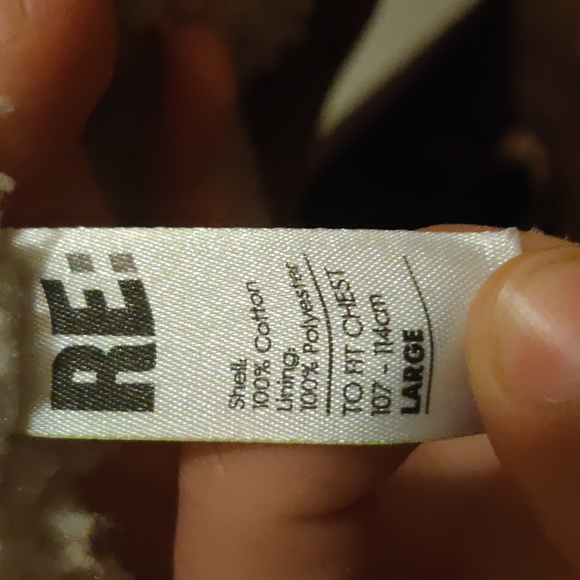 RE:
Shell:
100% Cotton
Lining:
100% Polyester
TO FIT CHEST
107 - 114cm
LARGE